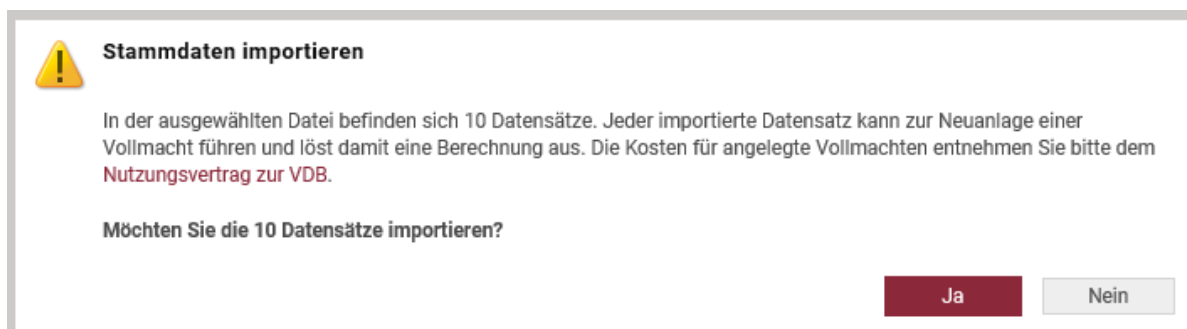 Stammdaten importieren
In der ausgewählten Datei befinden sich 10 Datensätze. Jeder importierte Datensatz kann zur Neuanlage einer
Vollmacht führen und löst damit eine Berechnung aus. Die Kosten für angelegte Vollmachten entnehmen Sie bitte dem
Nutzungsvertrag zur VDB.
Möchten Sie die 10 Datensätze importieren?
Ja Nein